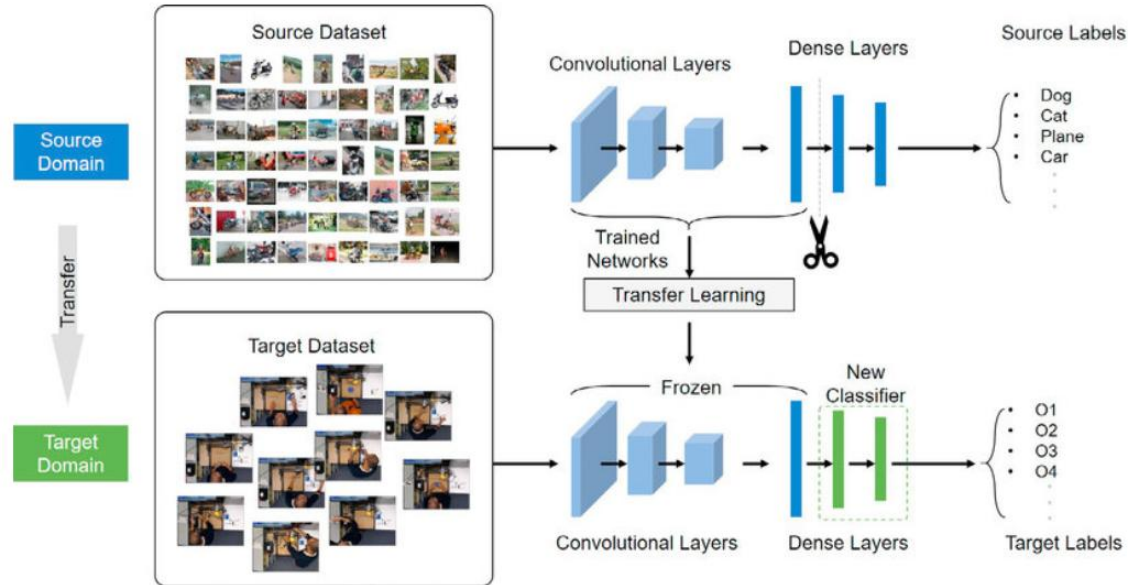 Source Dataset
Convolutional Layers
Dense Layers
Source Labels
• Dog
• Cat
• Plane
• Car
Source
Domain
Trained
Networks
Transfer Learning
Transfer
Target Dataset
Frozen
New
Classifier
• O1
• O2
• O3
• O4
Target
Domain
Convolutional Layers
Dense Layers
Target Labels